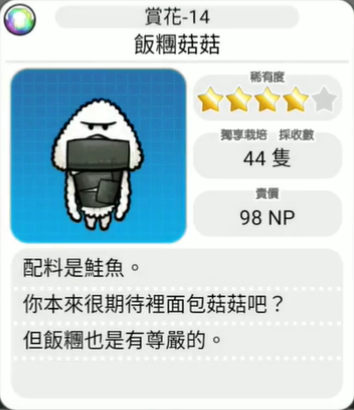 賞花-14
飯糰菇菇
稀有度
獨享栽培 採收數
44 隻
賣價
98 NP
配料是鮭魚。
你本來很期待裡面包菇菇吧？
但飯糰也是有尊嚴的。